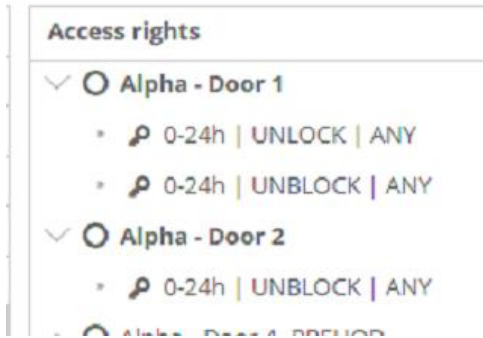 Access rights
Alpha - Door 1
0-24h | UNLOCK | ANY
0-24h | UNBLOCK | ANY
Alpha - Door 2
0-24h | UNBLOCK | ANY